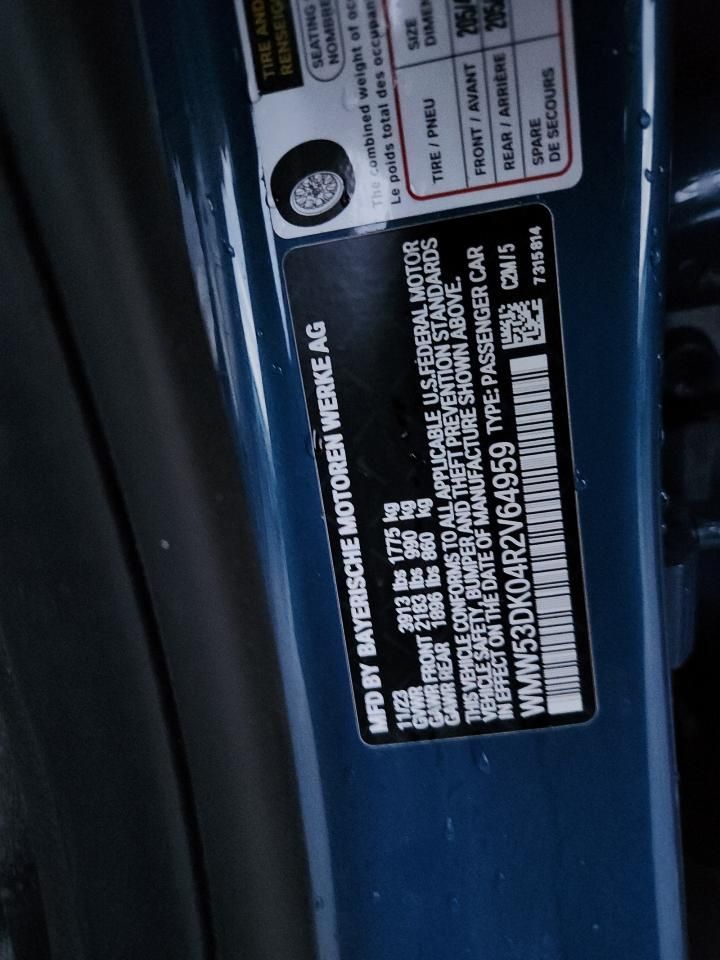 TIRE AND
RENSEIG
SEATING
NOMBRE
The combined weight of oc
Le poids total des occupan
TIRE / PNEU
SIZE
DIMEN
FRONT / AVANT
205/
REAR / ARRIÈRE
205/
SPARE
DE SECOURS
MFD BY BAYERISCHE MOTOREN WERKE AG
11/23
GVWR 3913 lbs 1775 kg
GAWR FRONT 2183 lbs 990 kg
GAWR REAR 1896 lbs 860 kg
THIS VEHICLE CONFORMS TO ALL APPLICABLE U.S.FEDERAL MOTOR
VEHICLE SAFETY, BUMPER AND THEFT PREVENTION STANDARDS
IN EFFECT ON THE DATE OF MANUFACTURE SHOWN ABOVE.
WMW53DK04R2V64959 TYPE: PASSENGER CAR
C2M/5
7315814